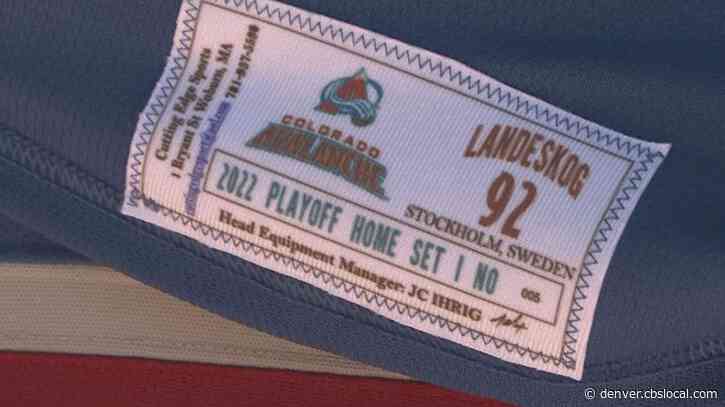 Cutting Edge Sports
1 Bryant St Woburn, MA
COLORADO
AVALANCHE
LANDESKOG
92
STOCKHOLM, SWEDEN
2022 PLAYOFF HOME SET 1 NO
005
Head Equipment Manager: JC IHRIG
denver.cbslocal.com